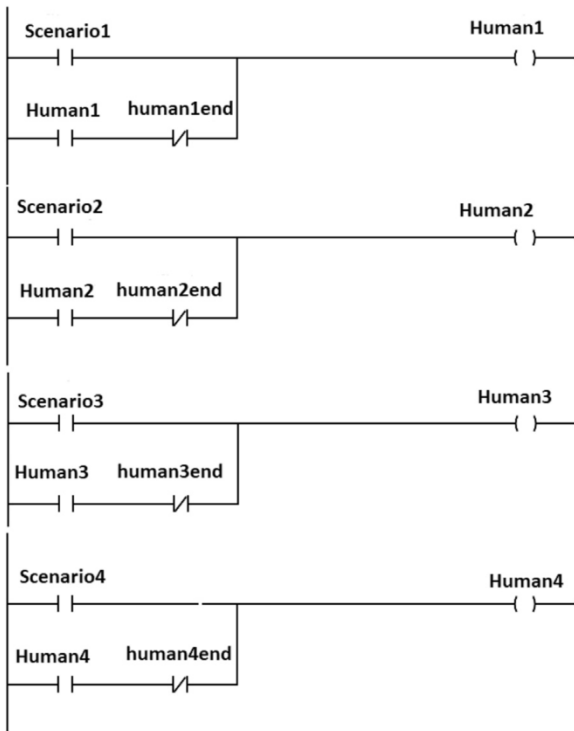 Scenario1
Human1
Human1 human1end
Scenario2
Human2
Human2 human2end
Scenario3
Human3
Human3 human3end
Scenario4
Human4
Human4 human4end